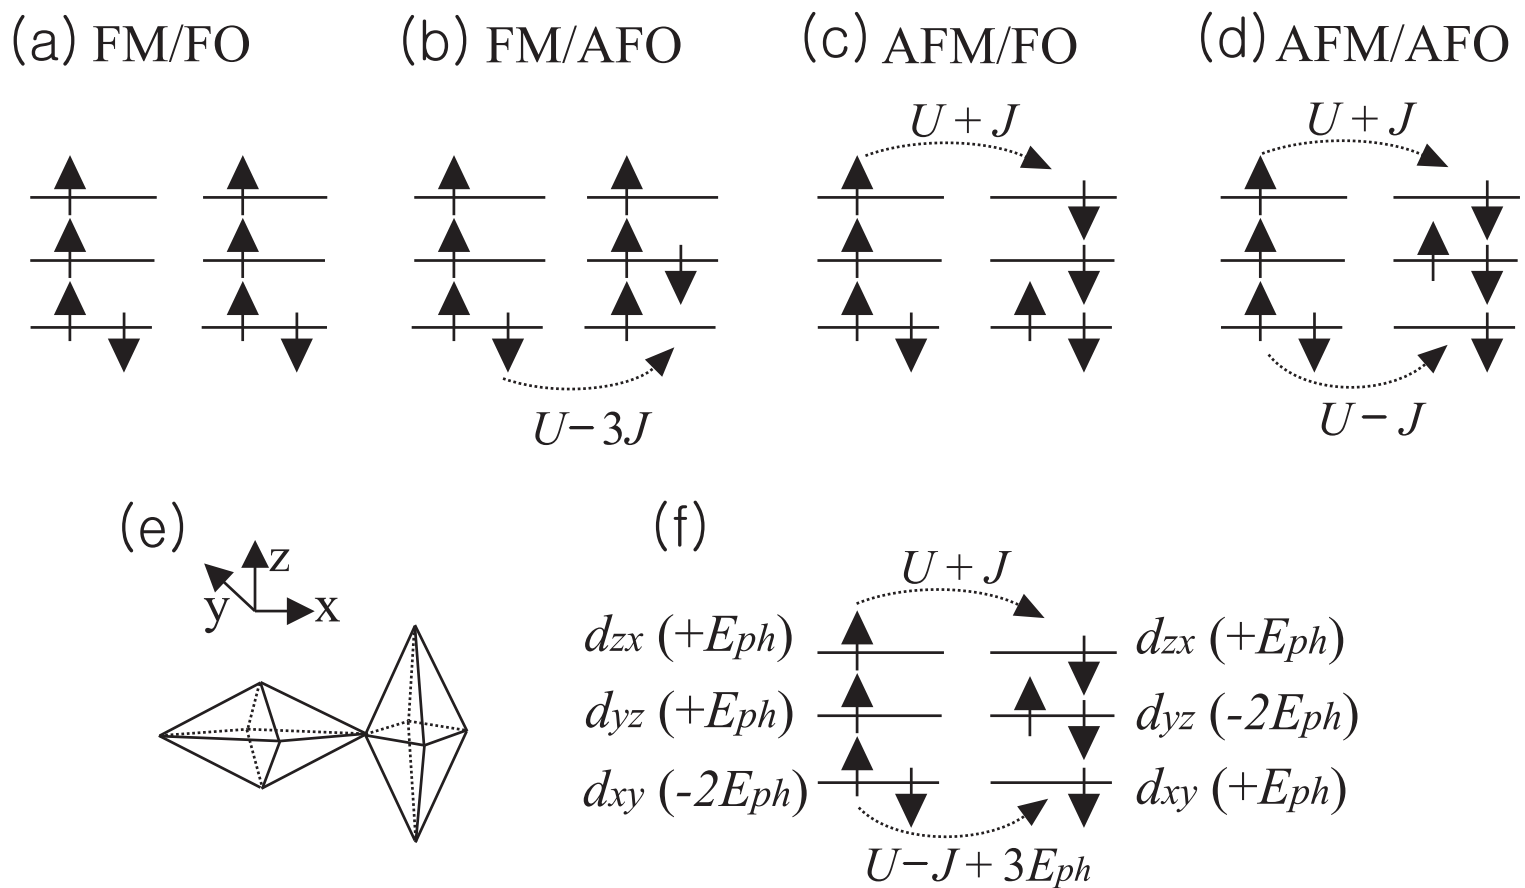 (a) FM/FO
(b) FM/AFO
(c) AFM/FO
(d) AFM/AFO
U + J
U + J
U − 3J
U − J
(e)
z
y
x
(f)
U + J
dzx (+Eph)
dzx (+Eph)
dyz (+Eph)
dyz (-2Eph)
dxy (-2Eph)
dxy (+Eph)
U − J + 3Eph